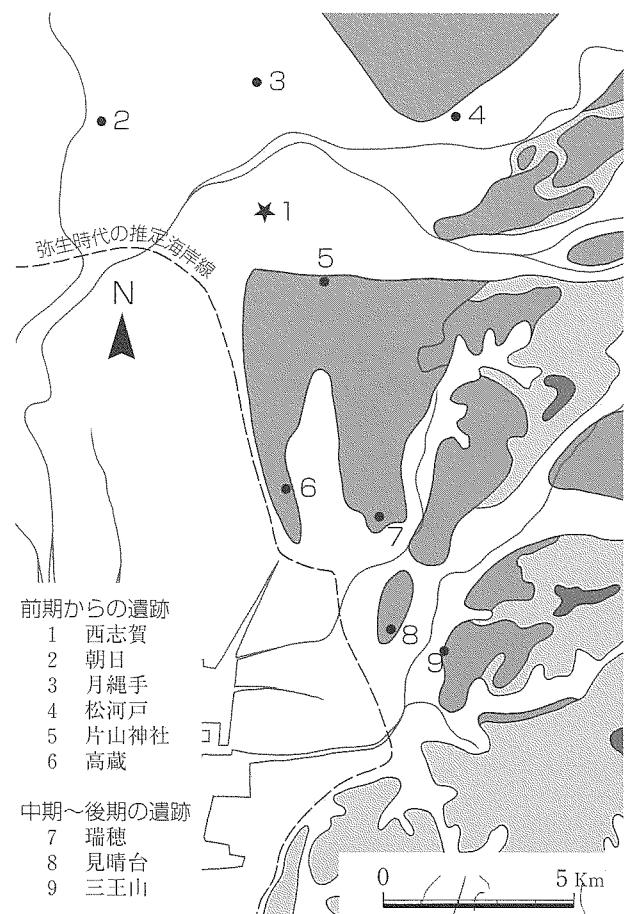 3
2
4
1
弥生時代の推定海岸線
5
N
6
7
8
9
前期からの遺跡
1 西志賀
2 朝日
3 月縄手
4 松河戸
5 片山神社
6 高蔵
中期～後期の遺跡
7 瑞穂
8 見晴台
9 三王山
0 5 Km